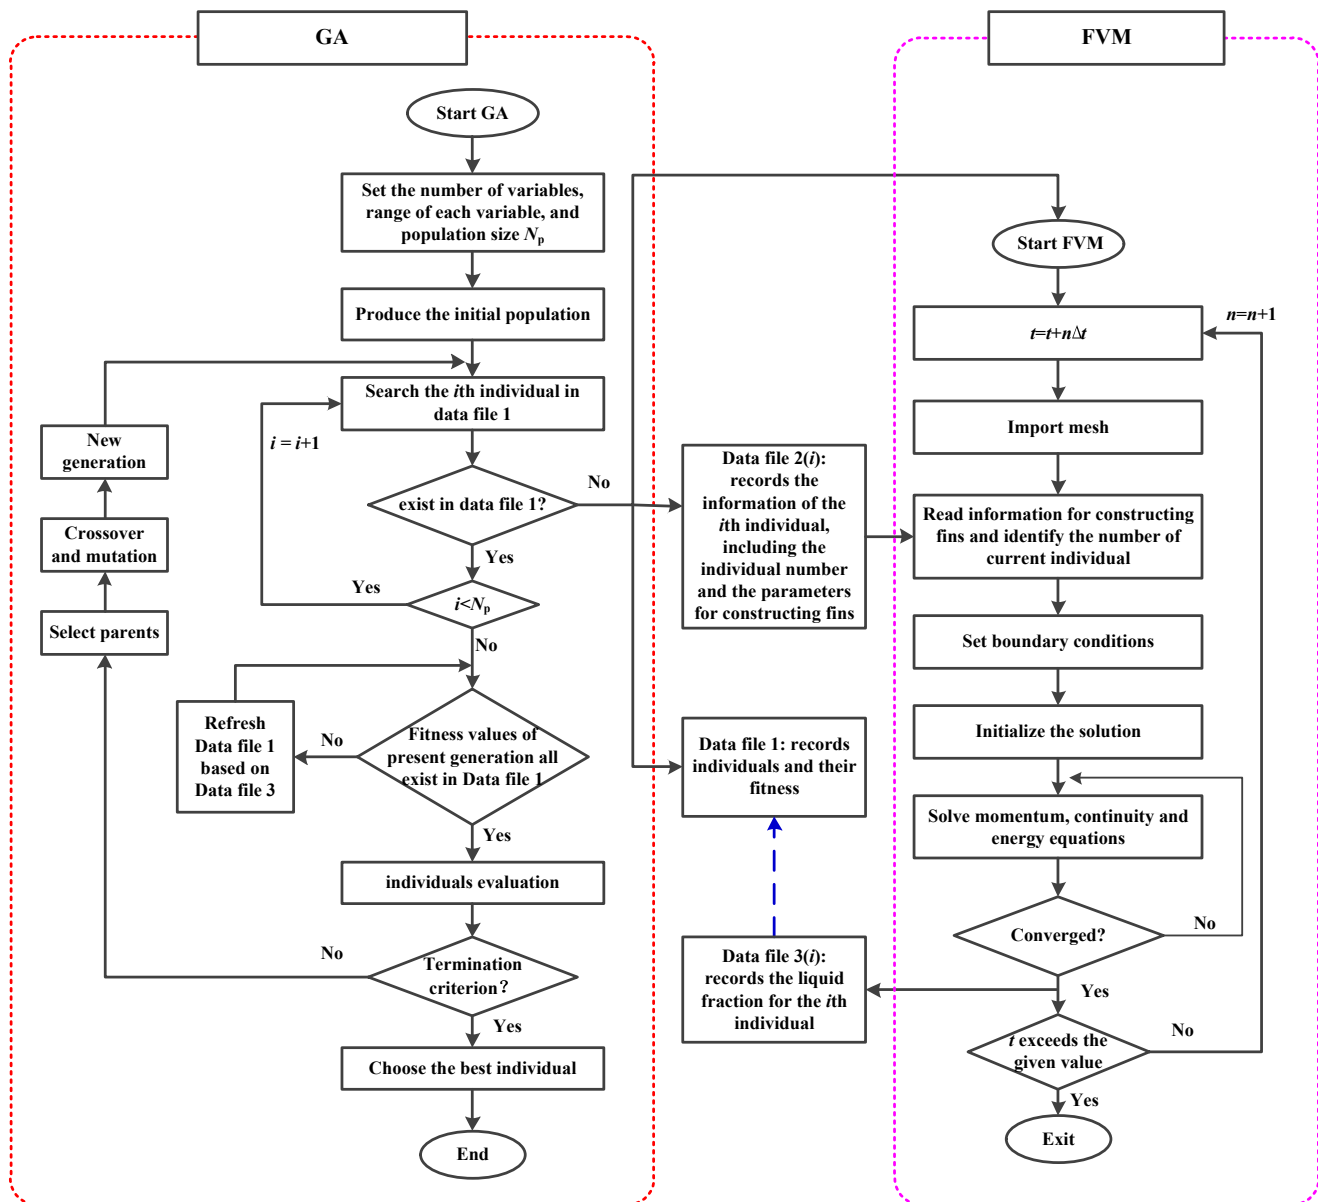 GA
FVM
Start GA
Set the number of variables,
range of each variable, and
population size Np
Produce the initial population
Search the ith individual in
data file 1
i = i+1
New
generation
exist in data file 1?
No
Crossover
and mutation
Yes
Yes
i<Np
Select parents
No
Refresh
Data file 1
based on
Data file 3
No
Fitness values of
present generation all
exist in Data file 1
Yes
individuals evaluation
No
Termination
criterion?
Yes
Choose the best individual
End
Data file 2(i):
records the
information of the
ith individual,
including the
individual number
and the parameters
for constructing fins
Data file 1: records
individuals and their
fitness
Data file 3(i):
records the liquid
fraction for the ith
individual
Start FVM
n=n+1
t=t+nΔt
Import mesh
Read information for constructing
fins and identify the number of
current individual
Set boundary conditions
Initialize the solution
Solve momentum, continuity and
energy equations
Converged?
No
Yes
t exceeds the
given value
No
Yes
Exit